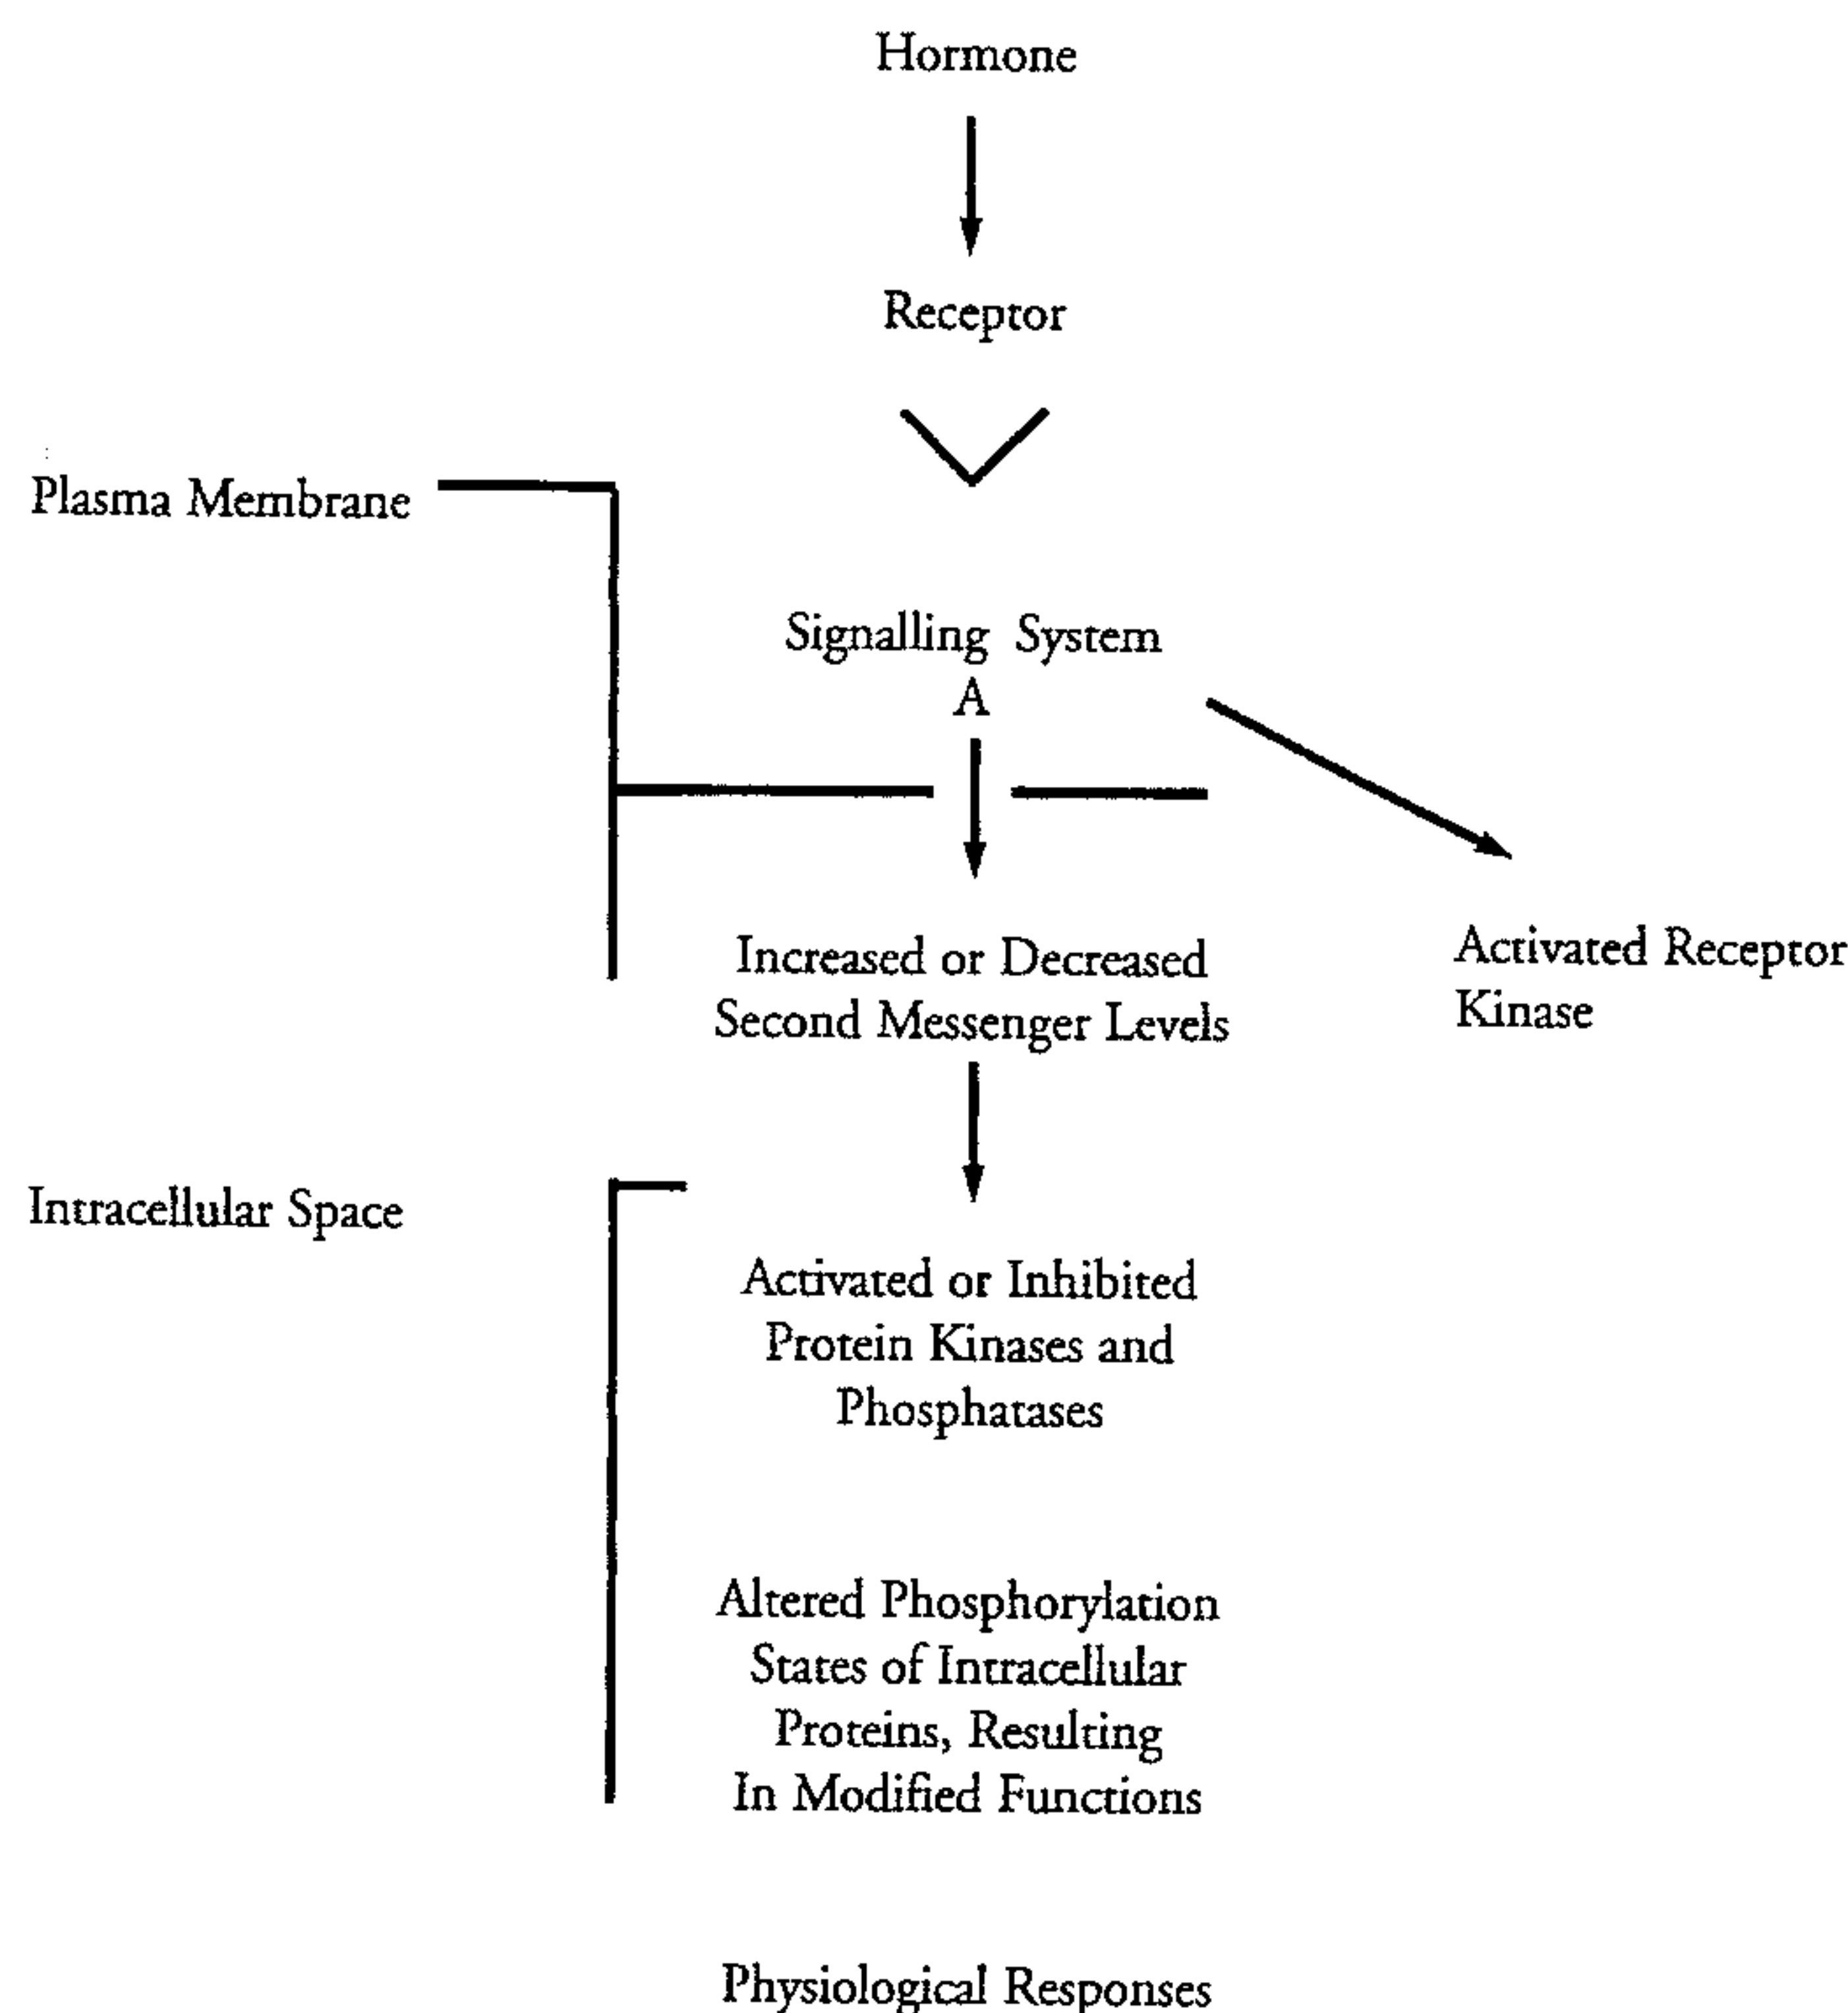 Hormone
Receptor
Plasma Membrane
Signalling System
A
Increased or Decreased
Second Messenger Levels
Activated Receptor
Kinase
Intracellular Space
Activated or Inhibited
Protein Kinases and
Phosphatases
Altered Phosphorylation
States of Intracellular
Proteins, Resulting
In Modified Functions
Physiological Responses